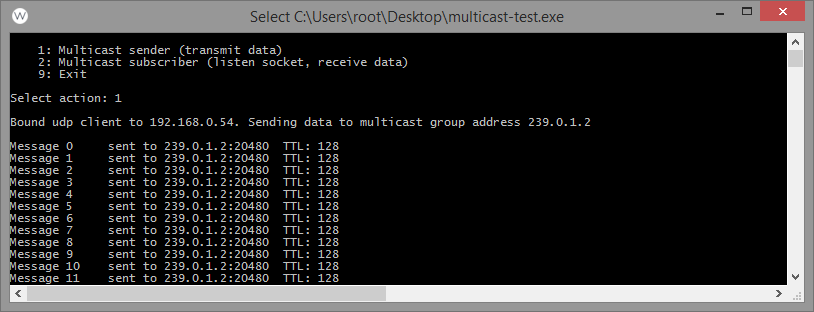 Select C:\Users\root\Desktop\multicast-test.exe
1: Multicast sender (transmit data)
2: Multicast subscriber (listen socket, receive data)
9: Exit
Select action: 1
Bound udp client to 192.168.0.54. Sending data to multicast group address 239.0.1.2
Message 0 sent to 239.0.1.2:20480 TTL: 128
Message 1 sent to 239.0.1.2:20480 TTL: 128
Message 2 sent to 239.0.1.2:20480 TTL: 128
Message 3 sent to 239.0.1.2:20480 TTL: 128
Message 4 sent to 239.0.1.2:20480 TTL: 128
Message 5 sent to 239.0.1.2:20480 TTL: 128
Message 6 sent to 239.0.1.2:20480 TTL: 128
Message 7 sent to 239.0.1.2:20480 TTL: 128
Message 8 sent to 239.0.1.2:20480 TTL: 128
Message 9 sent to 239.0.1.2:20480 TTL: 128
Message 10 sent to 239.0.1.2:20480 TTL: 128
Message 11 sent to 239.0.1.2:20480 TTL: 128